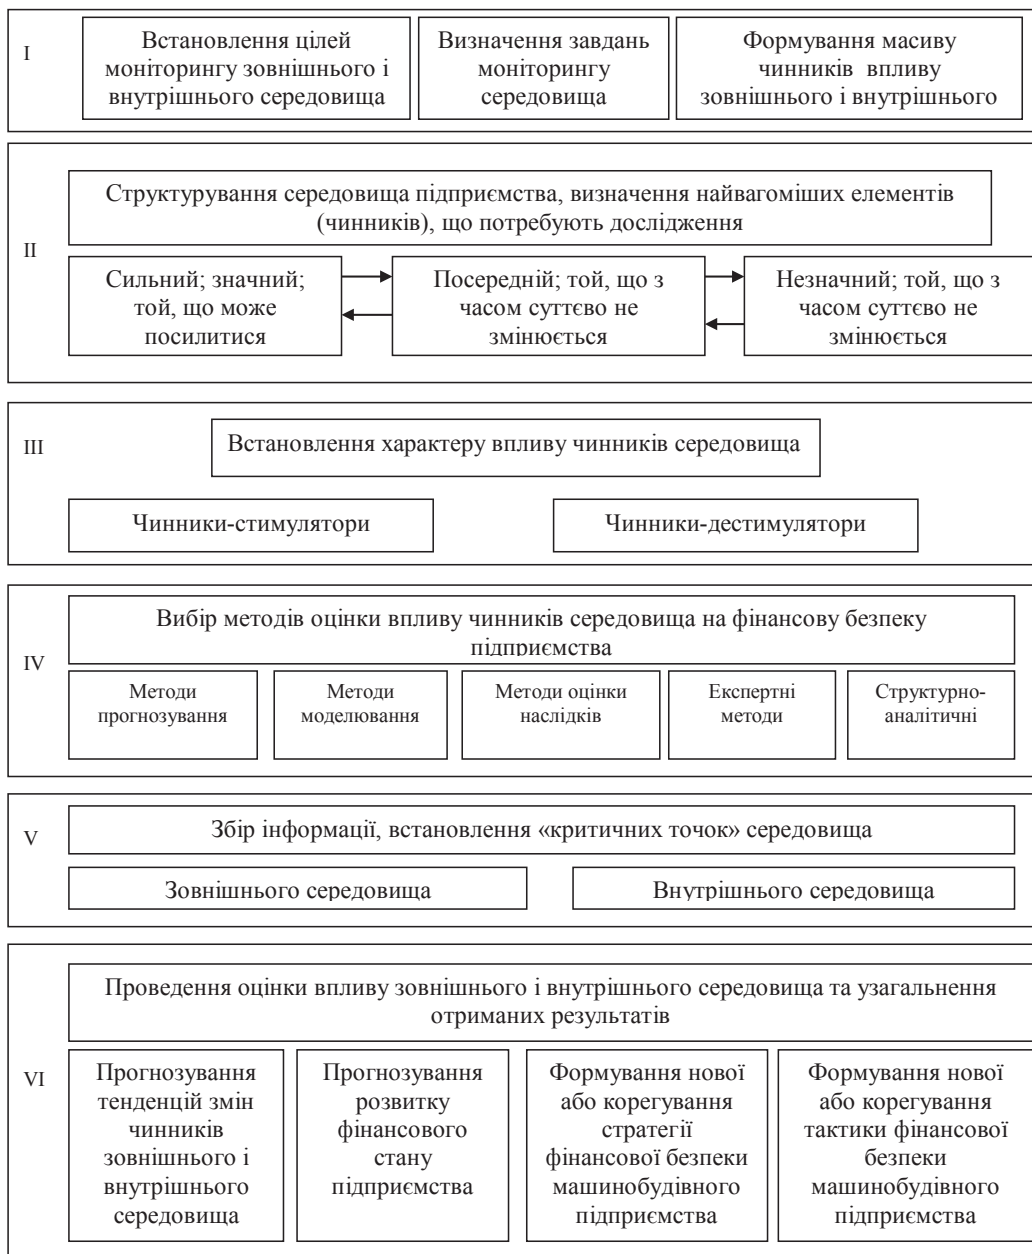 I
Встановлення цілей
моніторингу зовнішнього і
внутрішнього середовища
Визначення завдань
моніторингу
середовища
Формування масиву
чинників впливу
зовнішнього і внутрішнього
II
Структурування середовища підприємства, визначення найвагоміших елементів
(чинників), що потребують дослідження
Сильний; значний;
той, що може
посилитися
Посередній; той, що з
часом суттєво не
змінюється
Незначний; той, що з
часом суттєво не
змінюється
III
Встановлення характеру впливу чинників середовища
Чинники-стимулятори
Чинники-дестимулятори
IV
Вибір методів оцінки впливу чинників середовища на фінансову безпеку
підприємства
Методи
прогнозування
Методи
моделювання
Методи оцінки
наслідків
Експертні
методи
Структурно-
аналітичні
V
Збір інформації, встановлення «критичних точок» середовища
Зовнішнього середовища
Внутрішнього середовища
VI
Проведення оцінки впливу зовнішнього і внутрішнього середовища та узагальнення
отриманих результатів
Прогнозування
тенденцій змін
чинників
зовнішнього і
внутрішнього
середовища
Прогнозування
розвитку
фінансового
стану
підприємства
Формування нової
або корегування
стратегії
фінансової безпеки
машинобудівного
підприємства
Формування нової
або корегування
тактики фінансової
безпеки
машинобудівного
підприємства